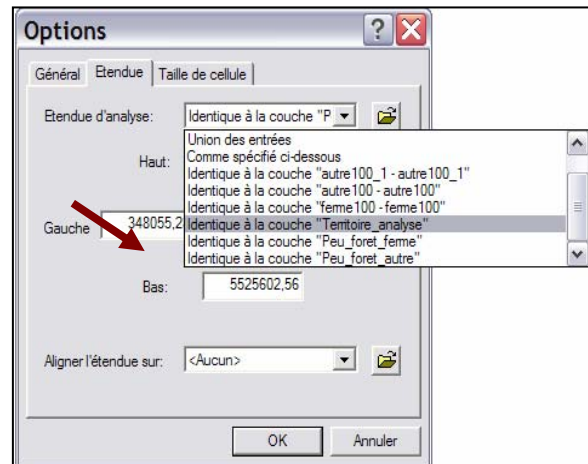 Options
Général Etendue Taille de cellule
Etendue d'analyse: Identique à la couche "P
Union des entrées
Comme spécifié ci-dessous
Haut: Identique à la couche "autre100_1 - autre100_1"
Identique à la couche "autre100 - autre100"
Identique à la couche "ferme100 - ferme100"
Gauche 348055,2 Identique à la couche "Territoire_analyse"
Identique à la couche "Peu_foret_ferme"
Identique à la couche "Peu_foret_autre"
Bas: 5525602,56
Aligner l'étendue sur: <Aucun>
OK Annuler